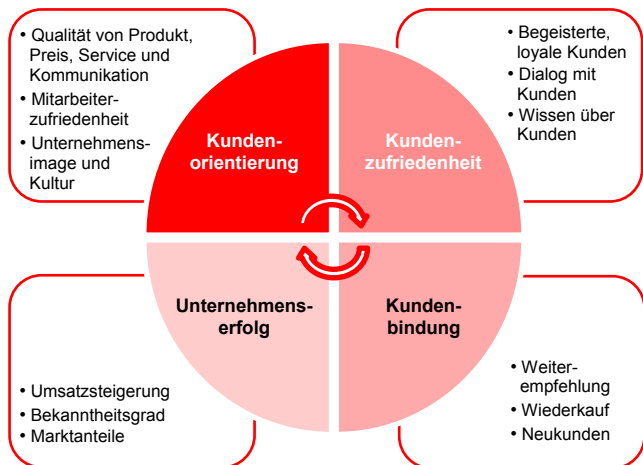 • Qualität von Produkt,
Preis, Service und
Kommunikation
• Mitarbeiter-
zufriedenheit
• Unternehmens-
image und
Kultur
Kunden-
orientierung
Kunden-
zufriedenheit
• Begeisterte,
loyale Kunden
• Dialog mit
Kunden
• Wissen über
Kunden
Unternehmens-
erfolg
Kunden-
bindung
• Umsatzsteigerung
• Bekanntheitsgrad
• Marktanteile
• Weiter-
empfehlung
• Wiederkauf
• Neukunden